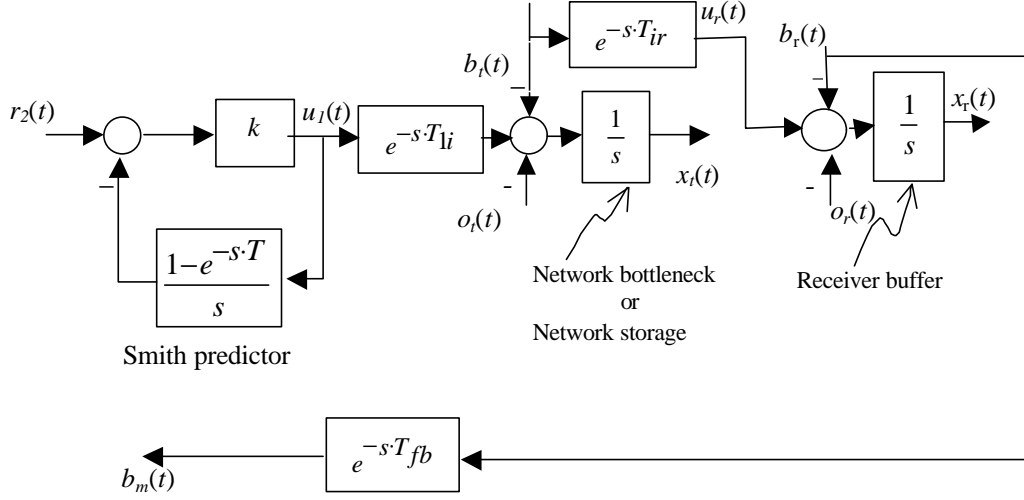 u_r(t)
e^{-s·T_{ir}}
b_r(t)
b_t(t)
–
–
r_2(t)
k
u_1(t)
e^{-s·T_{1i}}
1/s
1/s
x_r(t)
–
-
x_t(t)
-
o_t(t)
o_r(t)
(1-e^{-s·T})/s
Network bottleneck
or
Network storage
Receiver buffer
Smith predictor
e^{-s·T_{fb}}
b_m(t)